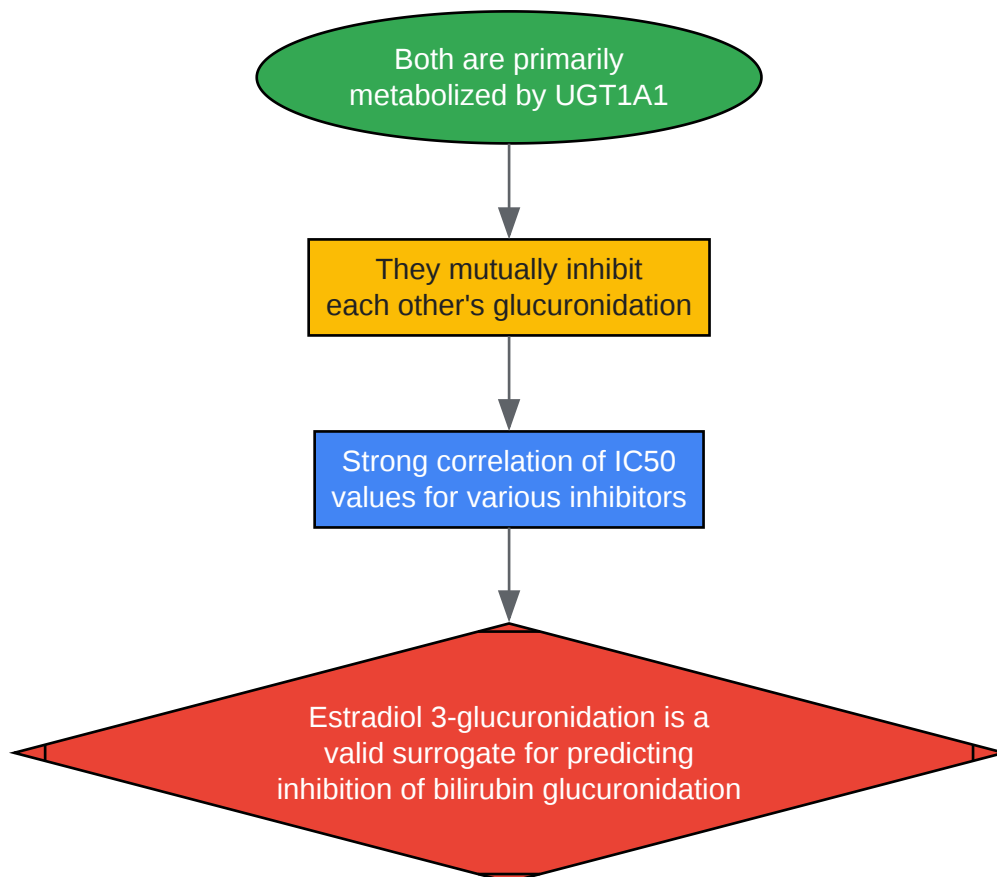 Both are primarily
metabolized by UGT1A1
They mutually inhibit
each other's glucuronidation
Strong correlation of IC50
values for various inhibitors
Estradiol 3-glucuronidation is a
valid surrogate for predicting
inhibition of bilirubin glucuronidation